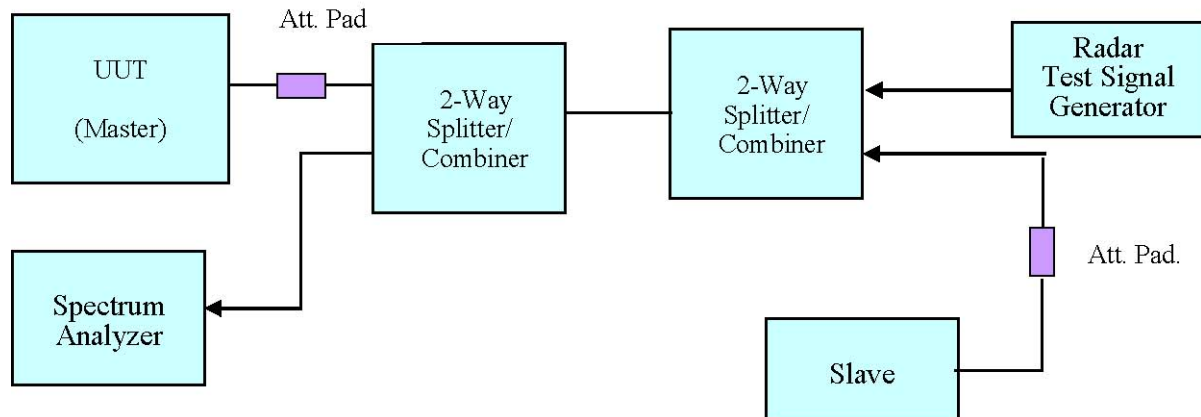 Att. Pad
UUT
(Master)
2-Way
Splitter/
Combiner
2-Way
Splitter/
Combiner
Radar
Test Signal
Generator
Spectrum
Analyzer
Att. Pad.
Slave